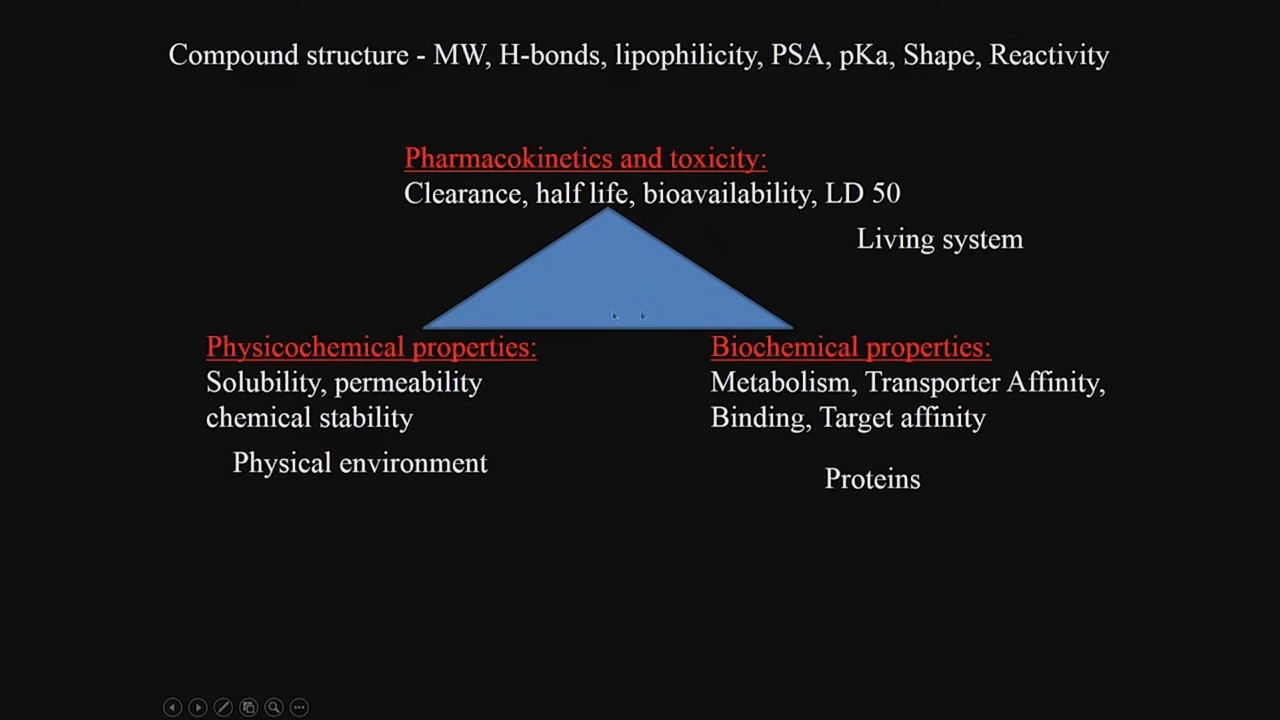 Compound structure - MW, H-bonds, lipophilicity, PSA, pKa, Shape, Reactivity
Pharmacokinetics and toxicity:
Clearance, half life, bioavailability, LD 50
Living system
Physicochemical properties:
Solubility, permeability
chemical stability
Physical environment
Biochemical properties:
Metabolism, Transporter Affinity,
Binding, Target affinity
Proteins